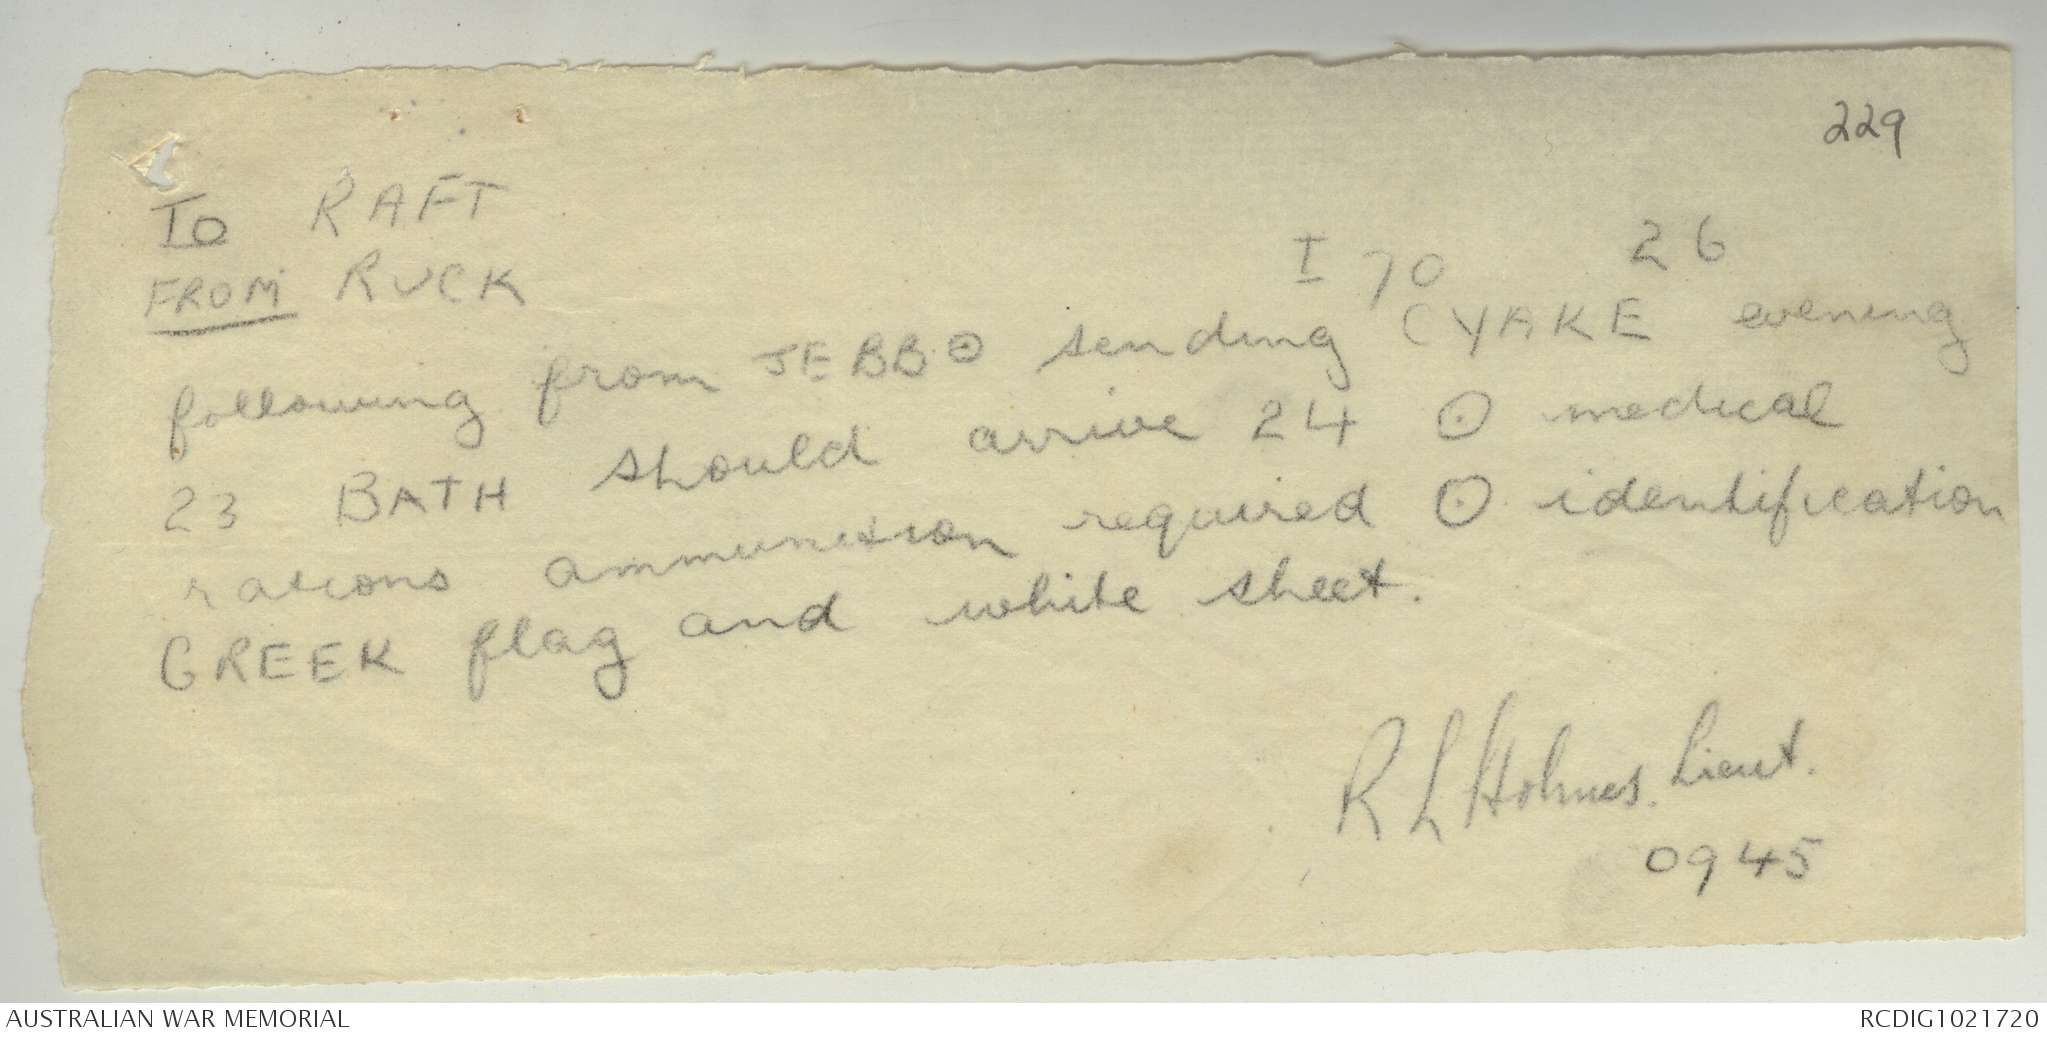 229
To RAFT
I 70 26
FROM RUCK
following from JEBB ⊙ sending CYAKE evening
23 BATH should arrive 24 ⊙ medical
rations ammunition required ⊙ identification
GREEK flag and white sheet.
R L Holmes. Lieut.
0945
AUSTRALIAN WAR MEMORIAL
RCDIG1021720